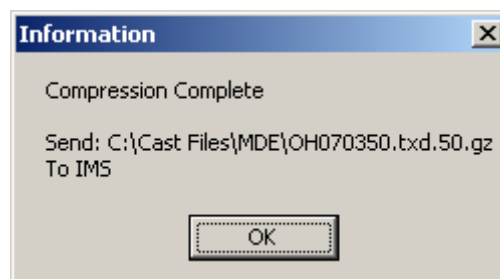 Information
Compression Complete
Send: C:\Cast Files\MDE\OH070350.txd.50.gz
To IMS
OK